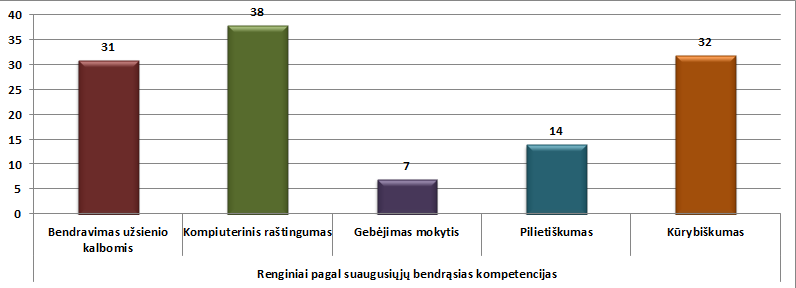 40
35
30
25
20
15
10
5
0
31
38
7
14
32
Bendravimas užsienio
kalbomis
Kompiuterinis raštingumas
Gebėjimas mokytis
Pilietiškumas
Kūrybiškumas
Renginiai pagal suaugusiųjų bendrąsias kompetencijas